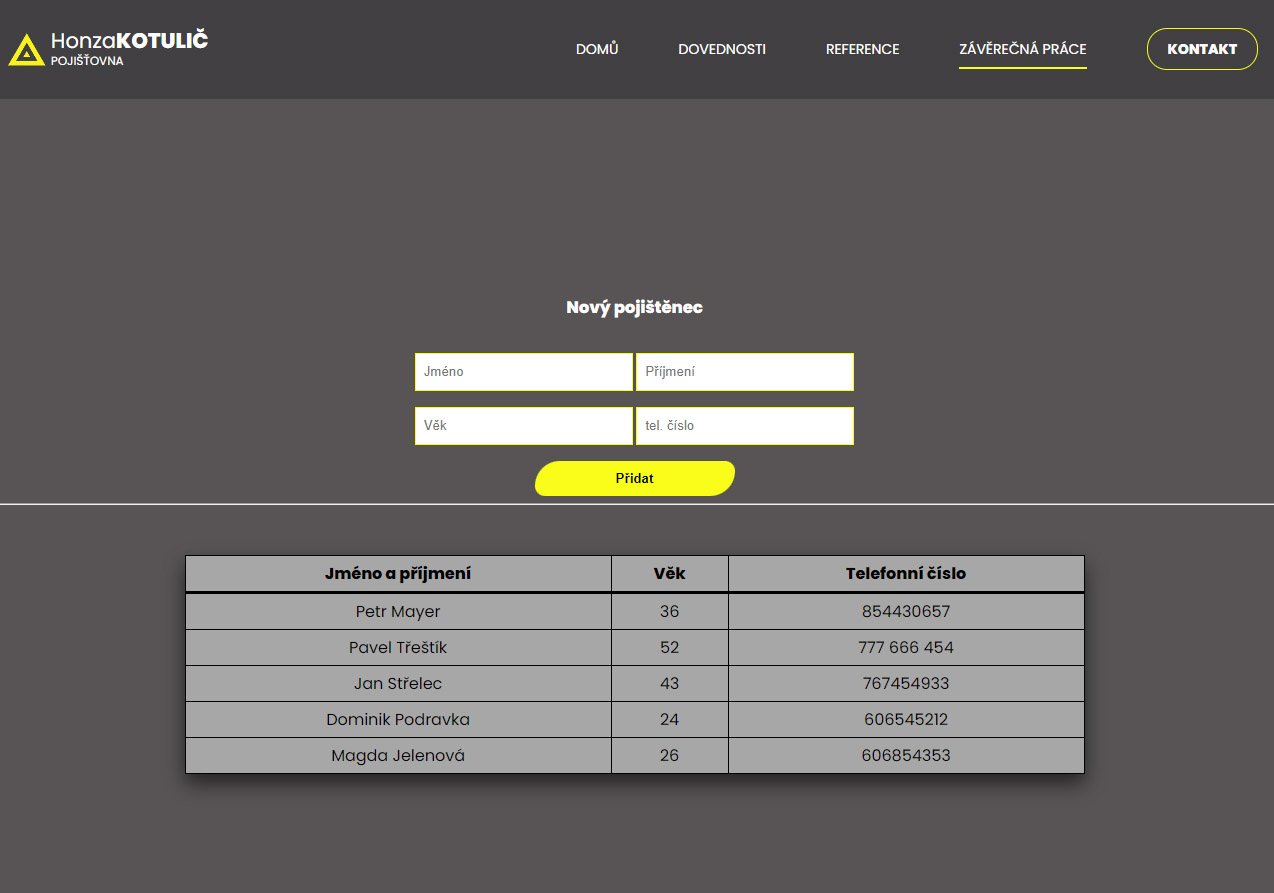 HonzaKOTULIČ
POJIŠŤOVNA
DOMŮ DOVEDNOSTI REFERENCE ZÁVĚREČNÁ PRÁCE KONTAKT
Nový pojištěnec
Jméno Příjmení
Věk tel. číslo
Přidat
Jméno a příjmení Věk Telefonní číslo
Petr Mayer 36 854430657
Pavel Třeštík 52 777 666 454
Jan Střelec 43 767454933
Dominik Podravka 24 606545212
Magda Jelenová 26 606854353